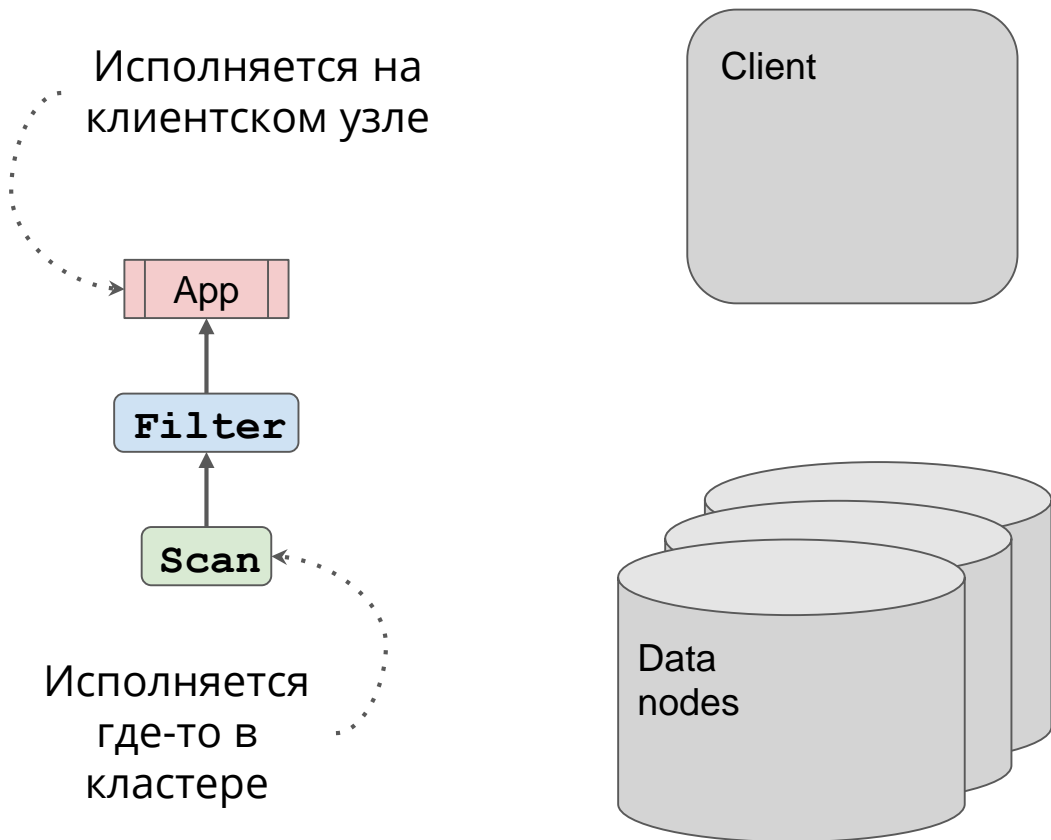 Исполняется на
клиентском узле
Client
App
Filter
Scan
Исполняется
где-то в
кластере
Data
nodes